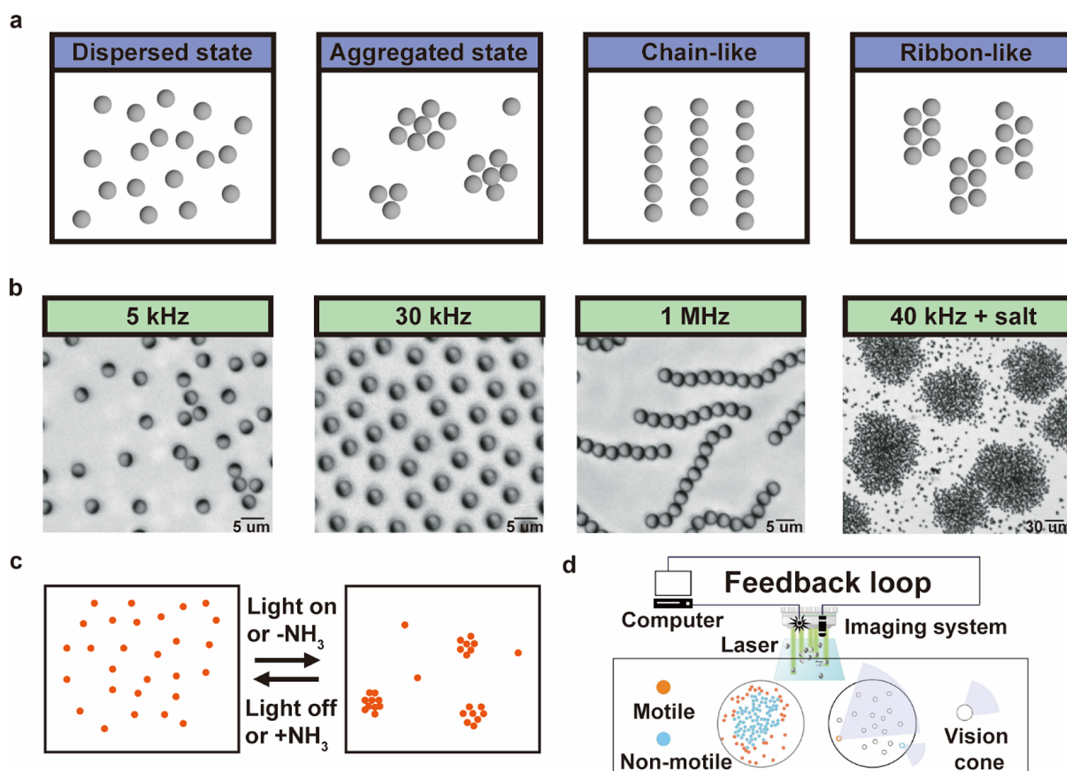 a
Dispersed state
Aggregated state
Chain-like
Ribbon-like
b
5 kHz
30 kHz
1 MHz
40 kHz + salt
5 um
5 um
5 um
30 um
c
Light on
or -NH₃
Light off
or +NH₃
d
Feedback loop
Computer
Laser
Imaging system
Motile
Non-motile
Vision
cone